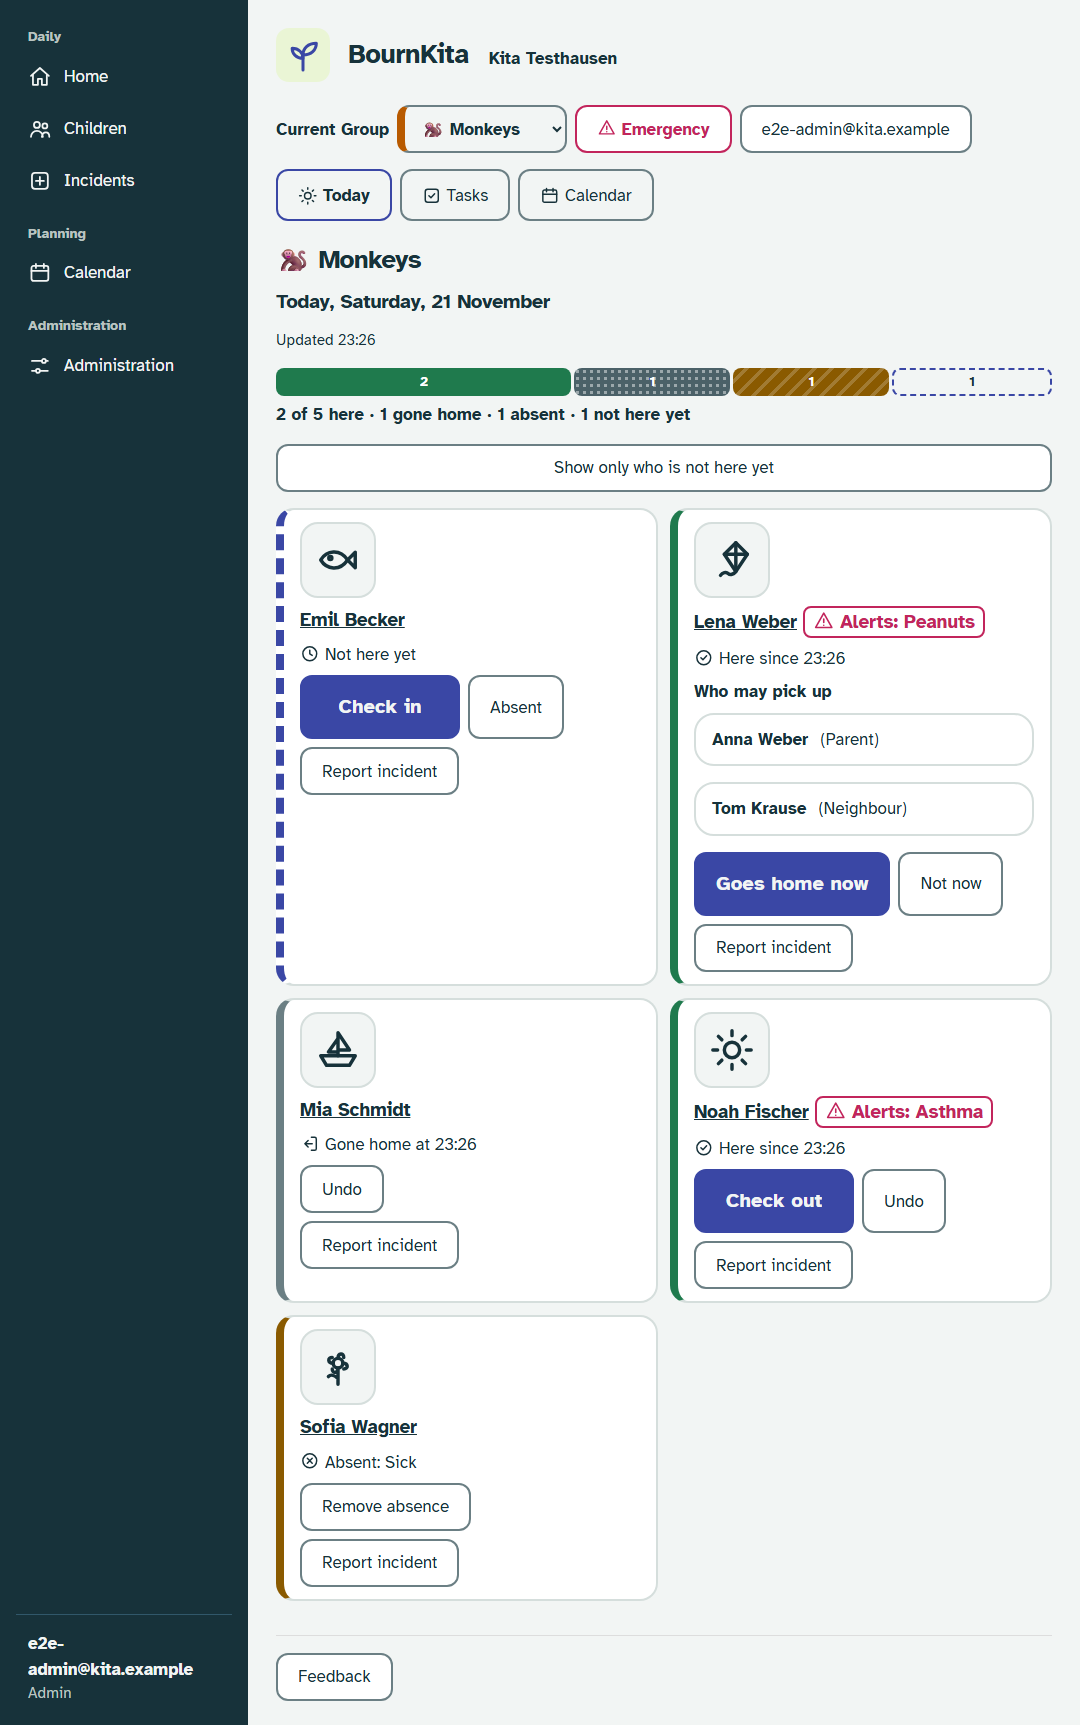 Daily
Home
Children
Incidents
Planning
Calendar
Administration
Administration
e2e-
admin@kita.example
Admin
BournKita Kita Testhausen
Current Group Monkeys Emergency e2e-admin@kita.example
Today Tasks Calendar
Monkeys
Today, Saturday, 21 November
Updated 23:26
2 1 1 1
2 of 5 here · 1 gone home · 1 absent · 1 not here yet
Show only who is not here yet
Emil Becker
Not here yet
Check in Absent
Report incident
Lena Weber Alerts: Peanuts
Here since 23:26
Who may pick up
Anna Weber (Parent)
Tom Krause (Neighbour)
Goes home now Not now
Report incident
Mia Schmidt
Gone home at 23:26
Undo
Report incident
Noah Fischer Alerts: Asthma
Here since 23:26
Check out Undo
Report incident
Sofia Wagner
Absent: Sick
Remove absence
Report incident
Feedback